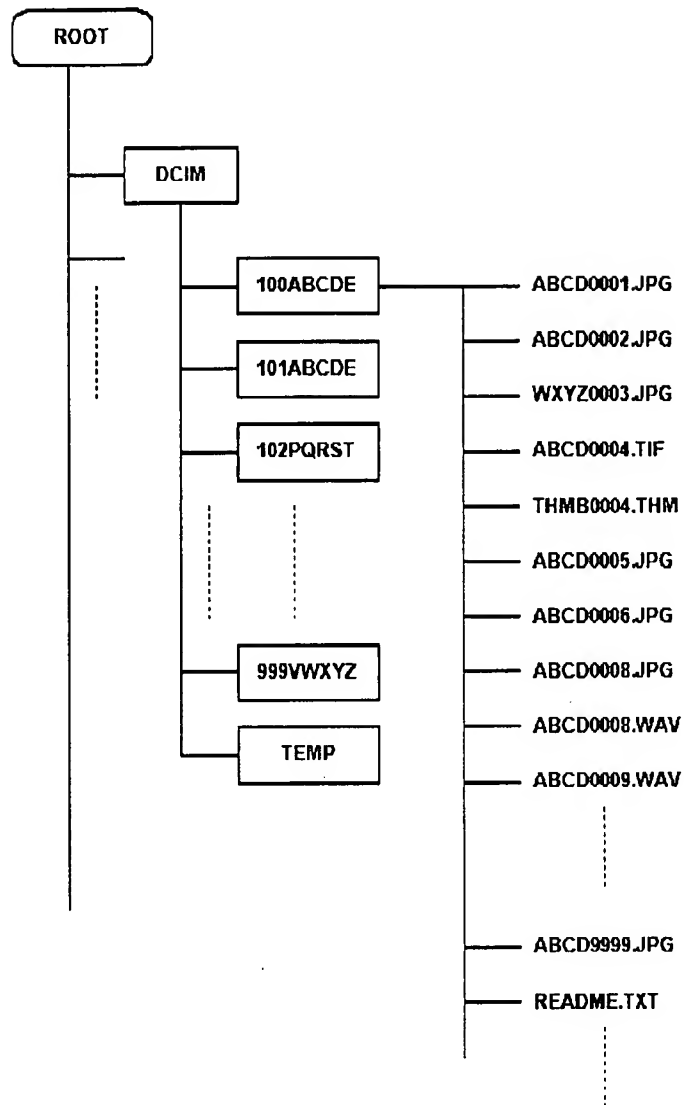 ROOT
DCIM
100ABCDE
101ABCDE
102PQRST
999VWXYZ
TEMP
ABCD0001.JPG
ABCD0002.JPG
WXYZ0003.JPG
ABCD0004.TIF
THMB0004.THM
ABCD0005.JPG
ABCD0006.JPG
ABCD0008.JPG
ABCD0008.WAV
ABCD0009.WAV
ABCD9999.JPG
README.TXT